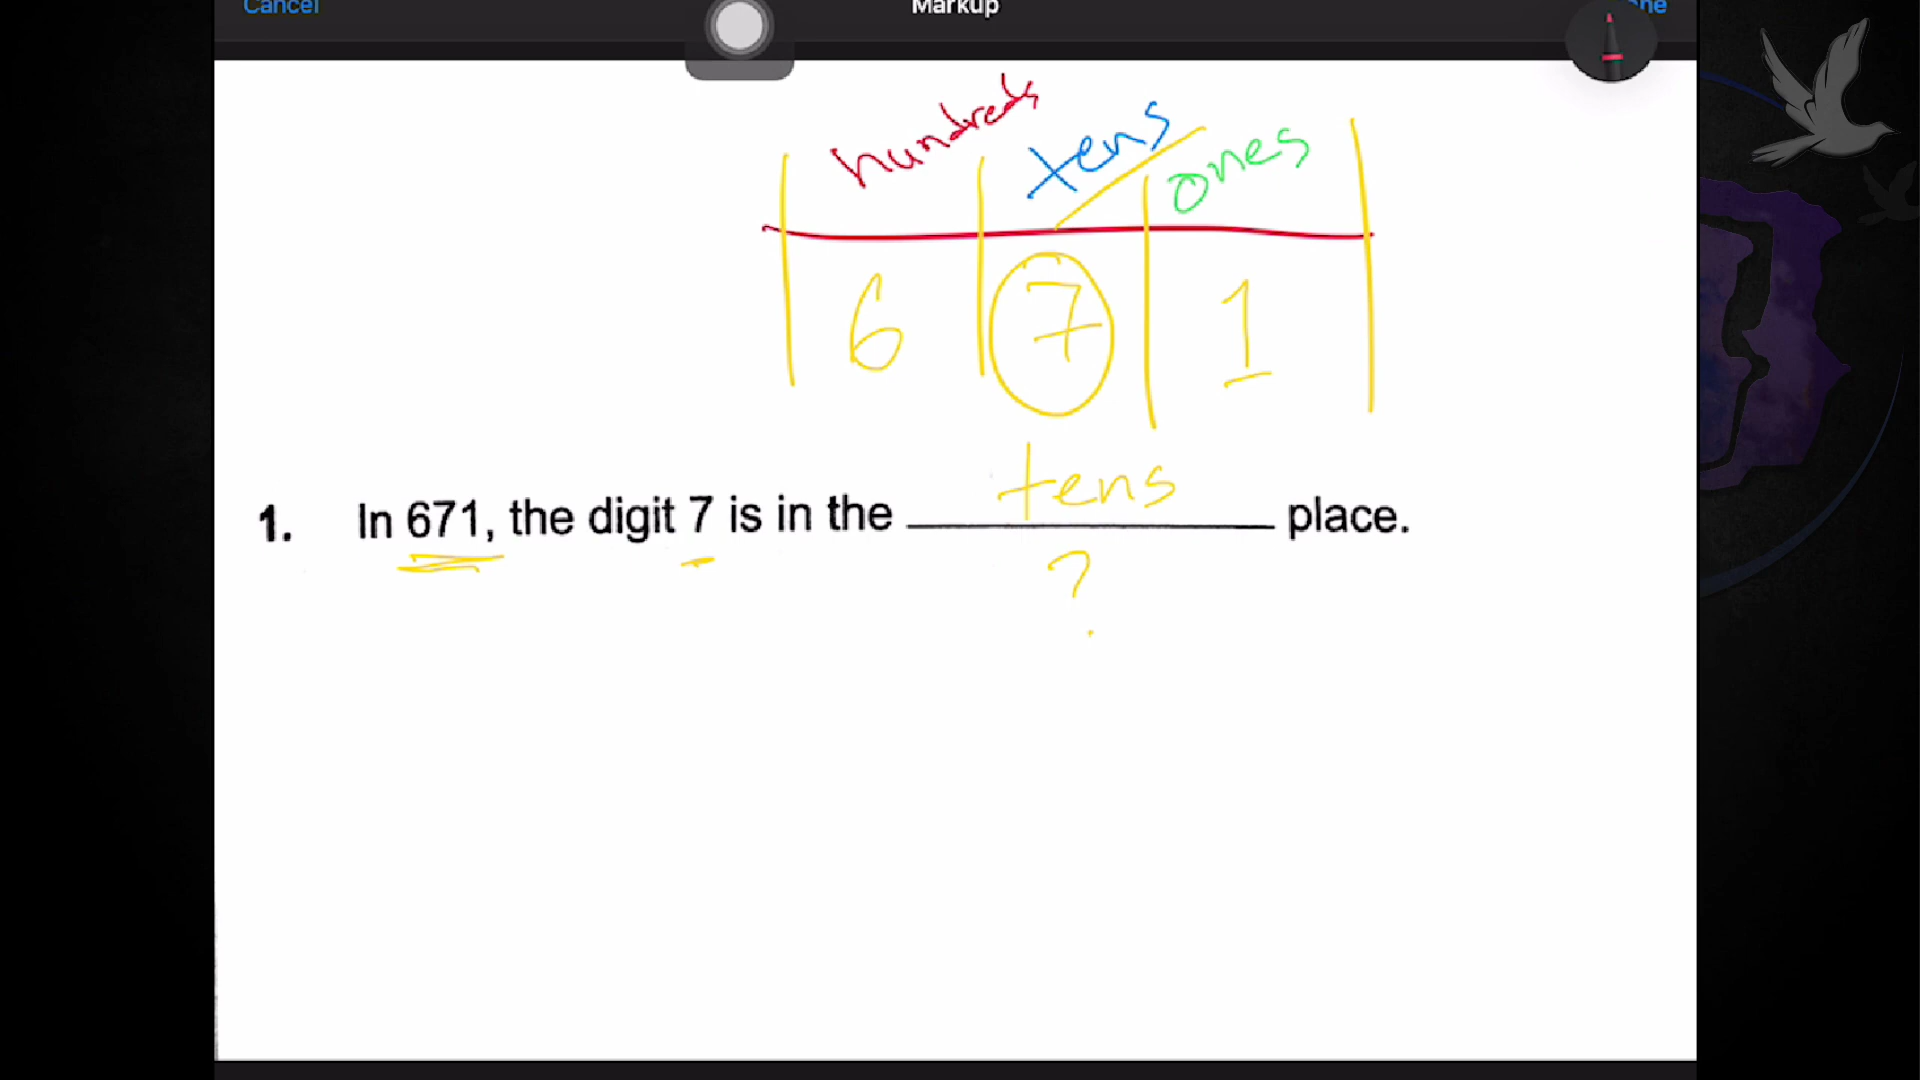 Cancel
Markup
hundreds tens ones
6 7 1
tens
1. In 671, the digit 7 is in the ________ place.
?